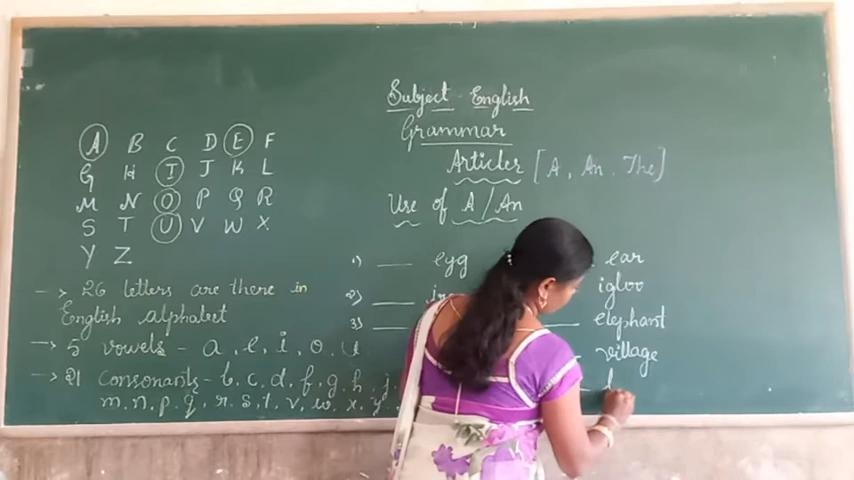 Subject - English
Grammar
Articles [A, An, The]
Use of A/An
A B C D E F
G H I J K L
M N O P Q R
S T U V W X
Y Z
-> 26 letters are there in
English alphabet
-> 5 vowels - a, e, i, o, u
-> 21 consonants - b, c, d, f, g, h, j,
m, n, p, q, r, s, t, v, w, x, y
1) ___ egg
2) ___
3) ___
ear
igloo
___ elephant
village